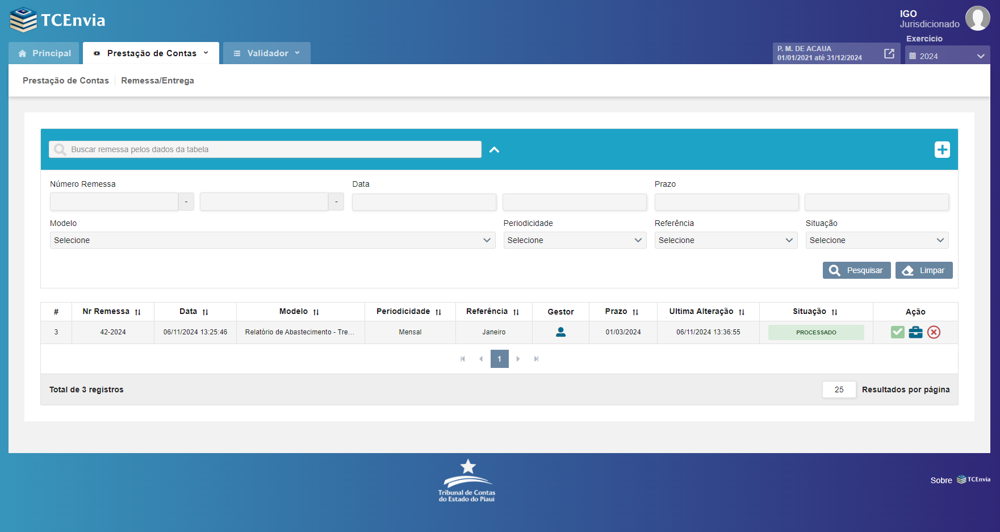 TCEnvia
IGO
Jurisdicionado
Exercício
Principal
Prestação de Contas
Validador
P. M. DE ACAUA
01/01/2021 até 31/12/2024
2024
Prestação de Contas
Remessa/Entrega
Buscar remessa pelos dados da tabela
Número Remessa
Data
Prazo
-
-
Modelo
Periodicidade
Referência
Situação
Selecione
Selecione
Selecione
Selecione
Pesquisar
Limpar
# Nr Remessa Data Modelo Periodicidade Referência Gestor Prazo Ultima Alteração Situação Ação
3 42-2024 06/11/2024 13:25:46 Relatório de Abastecimento - Tre... Mensal Janeiro 01/03/2024 06/11/2024 13:36:55 PROCESSADO
1
Total de 3 registros
25 Resultados por página
Tribunal de Contas
do Estado do Piauí
Sobre TCEnvia